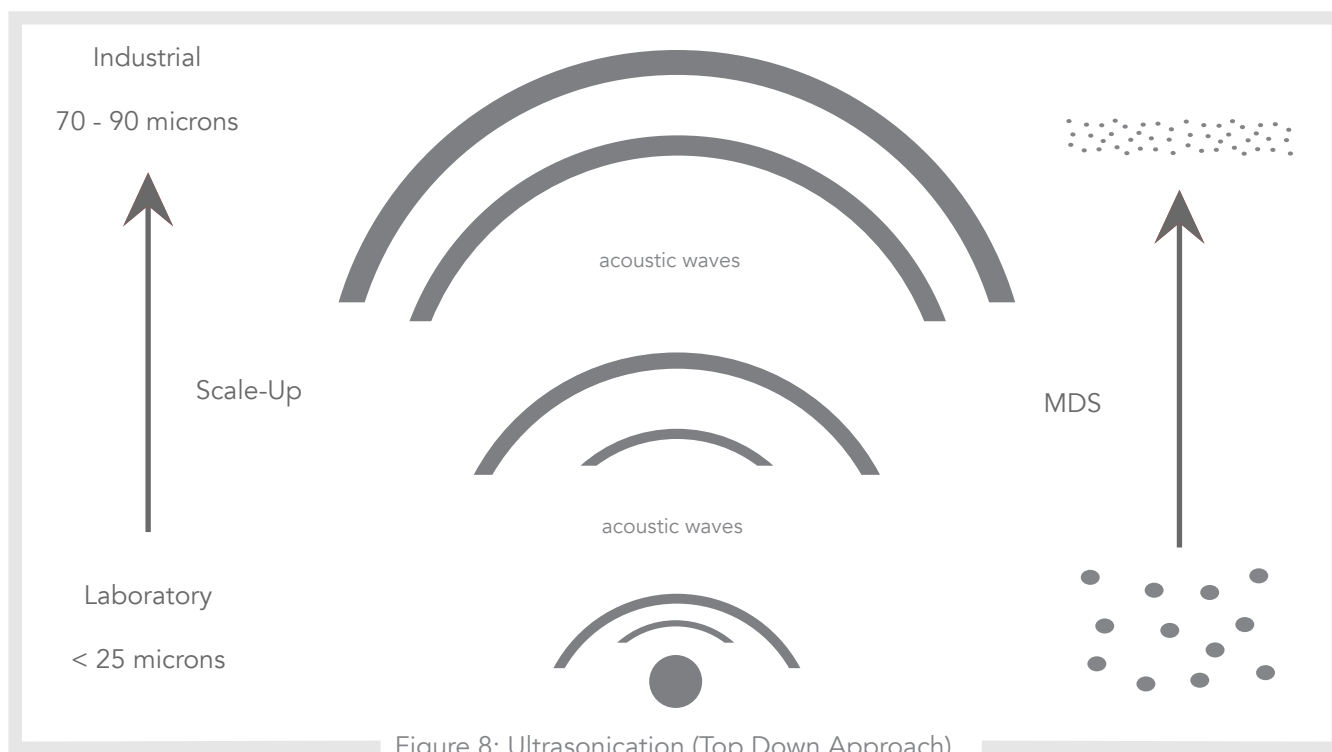 Industrial
70 - 90 microns
acoustic waves
Scale-Up
MDS
acoustic waves
Laboratory
< 25 microns
Figure 8: Ultrasonication (Top Down Approach)